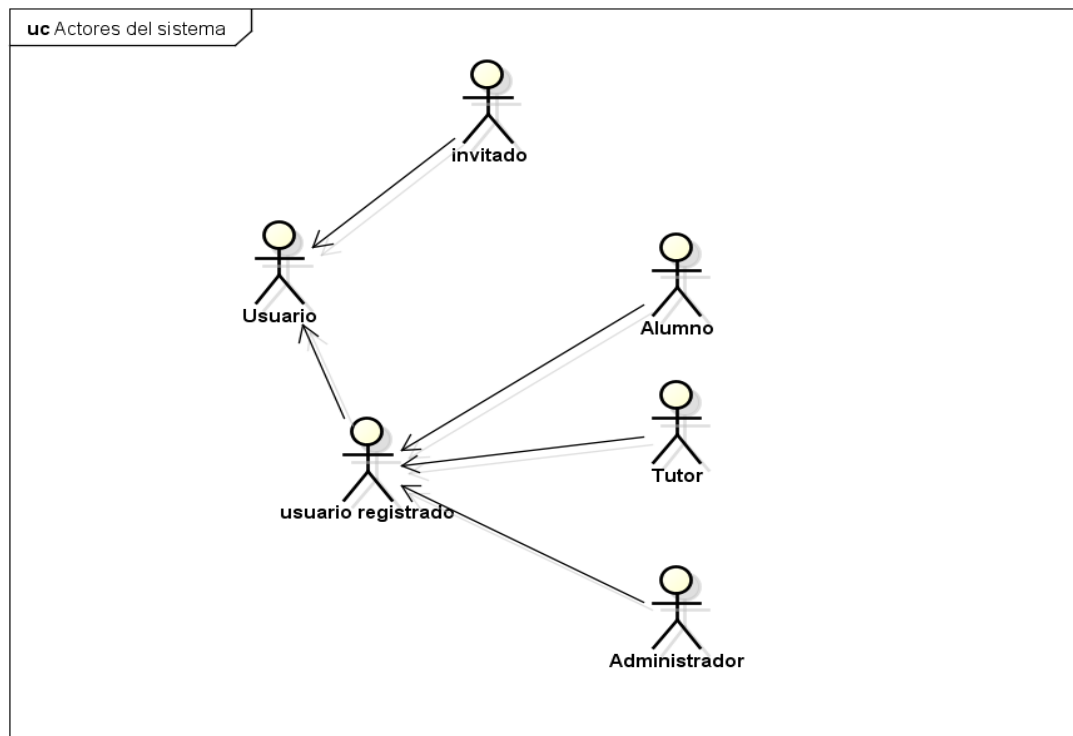 uc Actores del sistema
invitado
Usuario
Alumno
Tutor
usuario registrado
Administrador